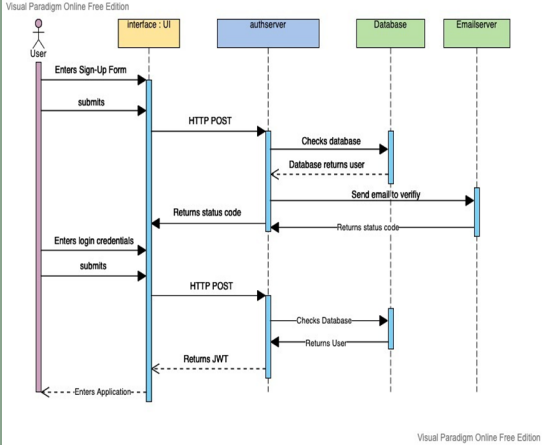 Visual Paradigm Online Free Edition
User
interface : UI
authserver
Database
Emailserver
Enters Sign-Up Form
submits
HTTP POST
Checks database
Database returns user
Send email to verifiy
Returns status code
Returns status code
Enters login credentials
submits
HTTP POST
Checks Database
Returns User
Returns JWT
Enters Application
Visual Paradigm Online Free Edition